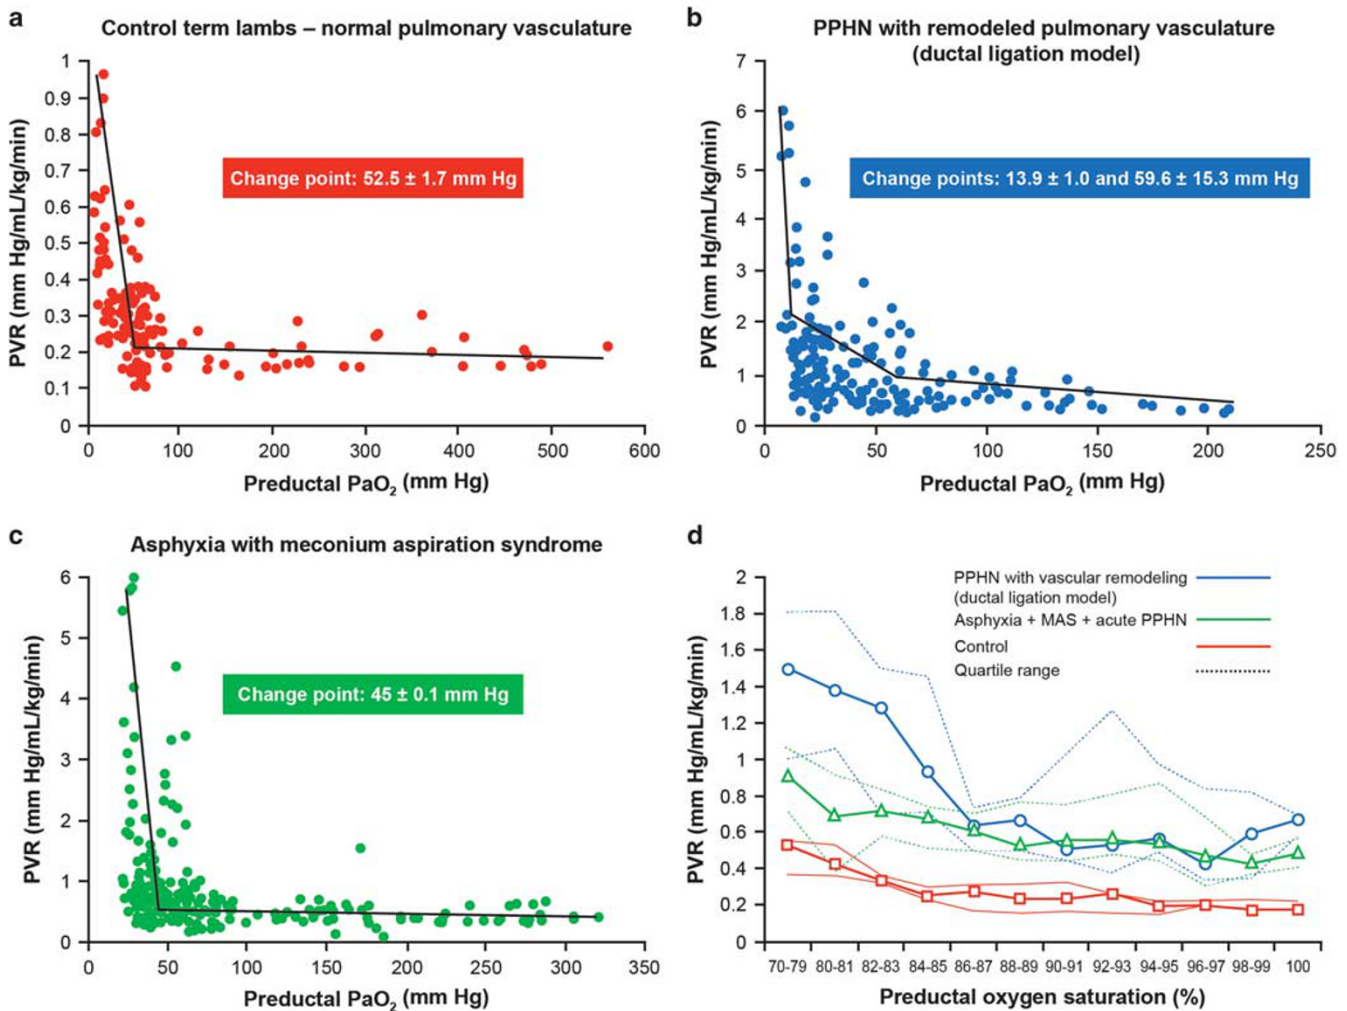 a
Control term lambs – normal pulmonary vasculature
PVR (mm Hg/mL/kg/min)
1
0.9
0.8
0.7
0.6
0.5
0.4
0.3
0.2
0.1
0
Change point: 52.5 ± 1.7 mm Hg
0 100 200 300 400 500 600
Preductal PaO2 (mm Hg)
b
PPHN with remodeled pulmonary vasculature
(ductal ligation model)
PVR (mm Hg/mL/kg/min)
7
6
5
4
3
2
1
0
Change points: 13.9 ± 1.0 and 59.6 ± 15.3 mm Hg
0 50 100 150 200 250
Preductal PaO2 (mm Hg)
c
Asphyxia with meconium aspiration syndrome
PVR (mm Hg/mL/kg/min)
6
5
4
3
2
1
0
Change point: 45 ± 0.1 mm Hg
0 50 100 150 200 250 300 350
Preductal PaO2 (mm Hg)
d
PVR (mm Hg/mL/kg/min)
2
1.8
1.6
1.4
1.2
1
0.8
0.6
0.4
0.2
0
PPHN with vascular remodeling
(ductal ligation model)
Asphyxia + MAS + acute PPHN
Control
Quartile range
70-79 80-81 82-83 84-85 86-87 88-89 90-91 92-93 94-95 96-97 98-99 100
Preductal oxygen saturation (%)